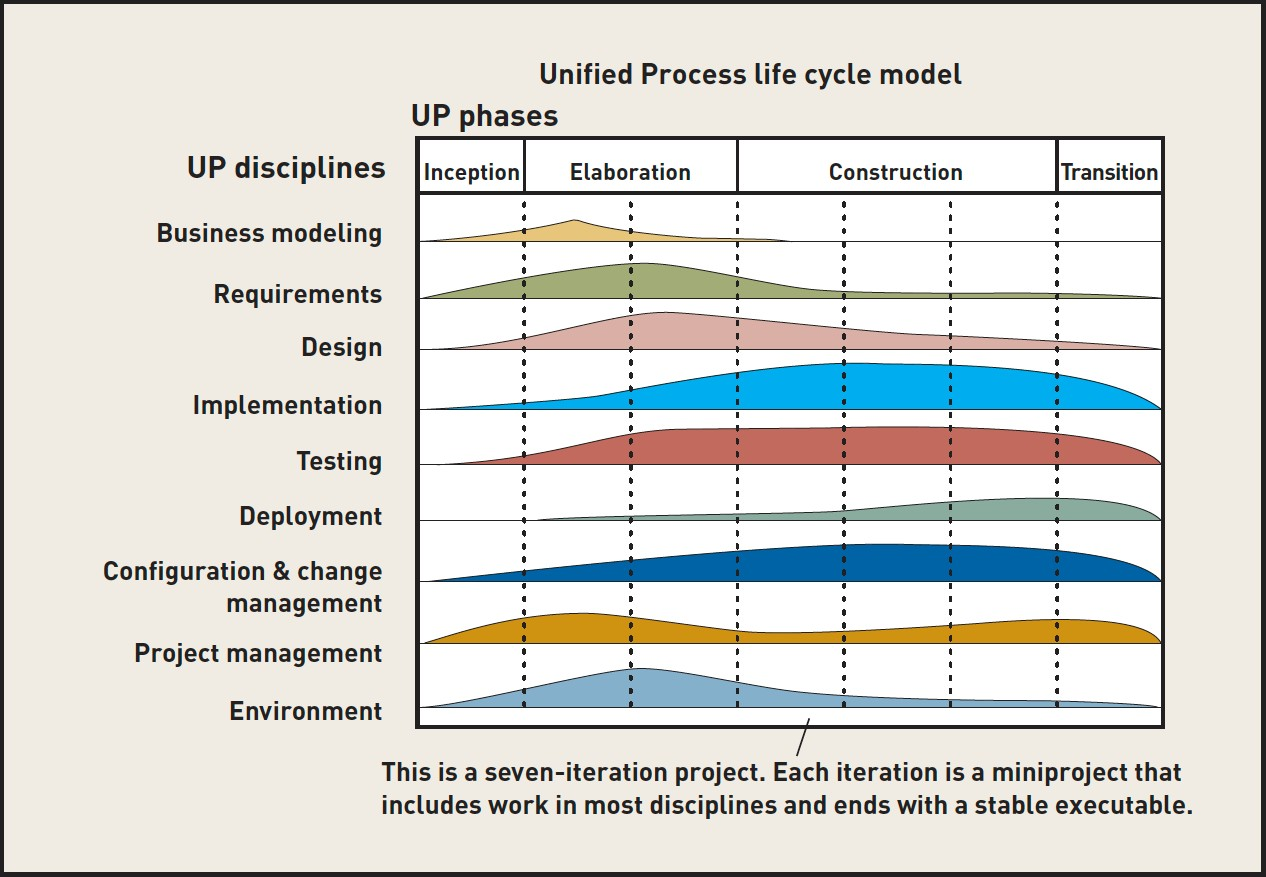 Unified Process life cycle model
UP phases
UP disciplines
Inception
Elaboration
Construction
Transition
Business modeling
Requirements
Design
Implementation
Testing
Deployment
Configuration & change
management
Project management
Environment
This is a seven-iteration project. Each iteration is a miniproject that
includes work in most disciplines and ends with a stable executable.